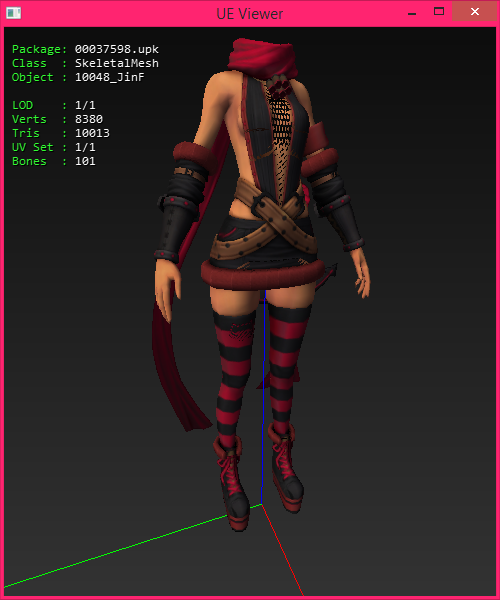 UE Viewer
Package: 00037598.upk
Class  : SkeletalMesh
Object : 10048_JinF
LOD    : 1/1
Verts  : 8380
Tris   : 10013
UV Set : 1/1
Bones  : 101